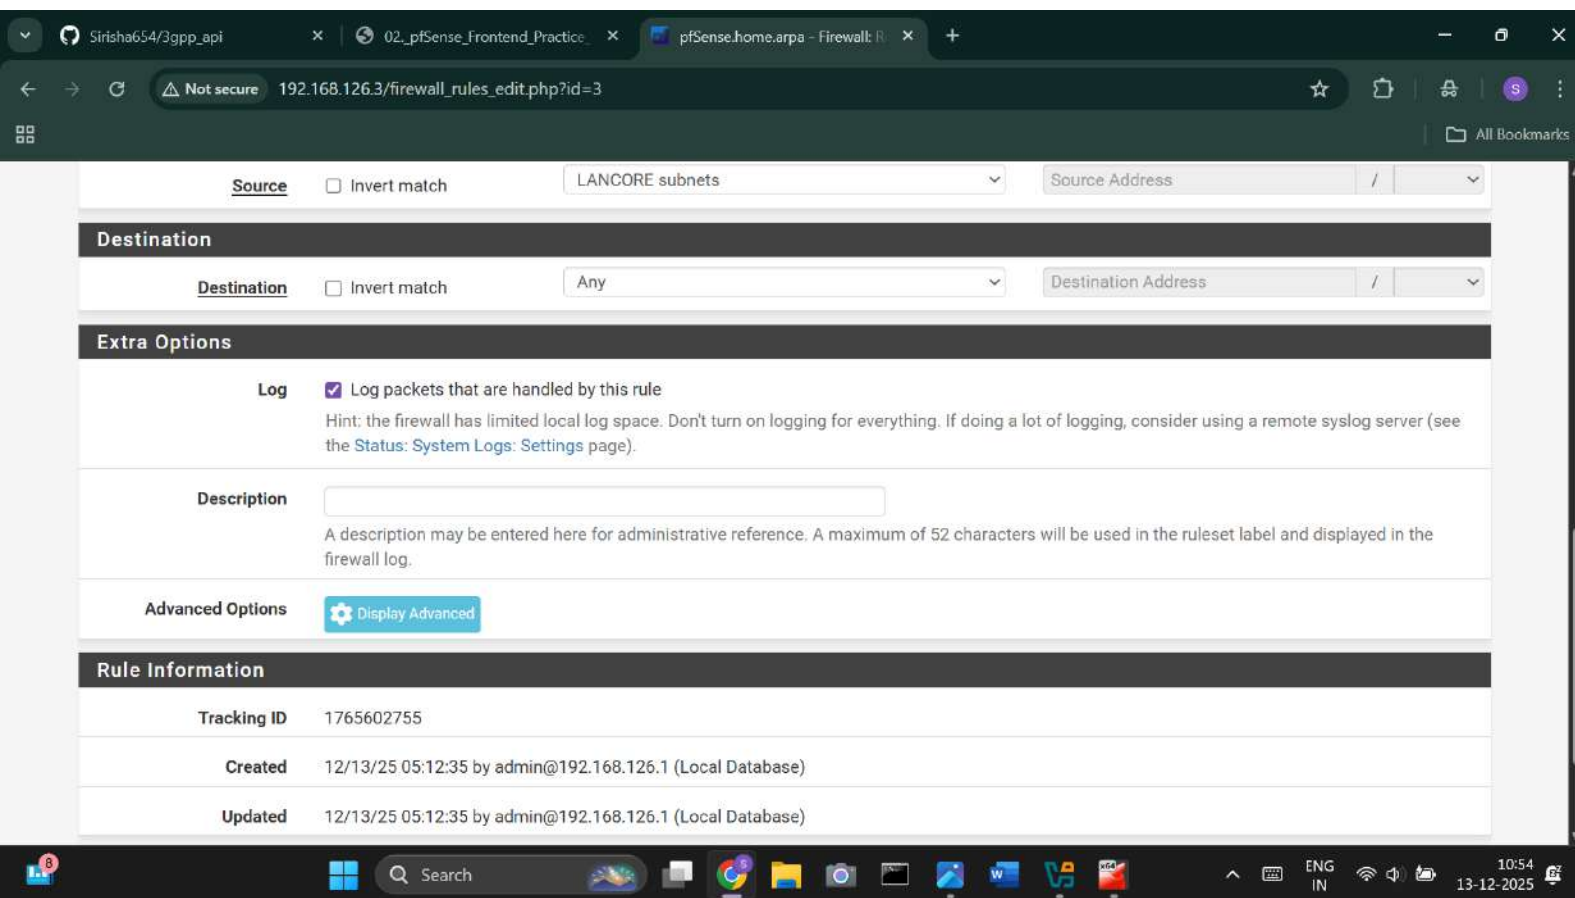 Sirisha654/3gpp_api
02._pfSense_Frontend_Practice_
pfSense.home.arpa - Firewall: R
Not secure 192.168.126.3/firewall_rules_edit.php?id=3
S
All Bookmarks
Source Invert match LANCORE subnets Source Address /
Destination
Destination Invert match Any Destination Address /
Extra Options
Log Log packets that are handled by this rule
Hint: the firewall has limited local log space. Don't turn on logging for everything. If doing a lot of logging, consider using a remote syslog server (see
the Status: System Logs: Settings page).
Description
A description may be entered here for administrative reference. A maximum of 52 characters will be used in the ruleset label and displayed in the
firewall log.
Advanced Options Display Advanced
Rule Information
Tracking ID 1765602755
Created 12/13/25 05:12:35 by admin@192.168.126.1 (Local Database)
Updated 12/13/25 05:12:35 by admin@192.168.126.1 (Local Database)
8
Search
ENG
IN
10:54
13-12-2025